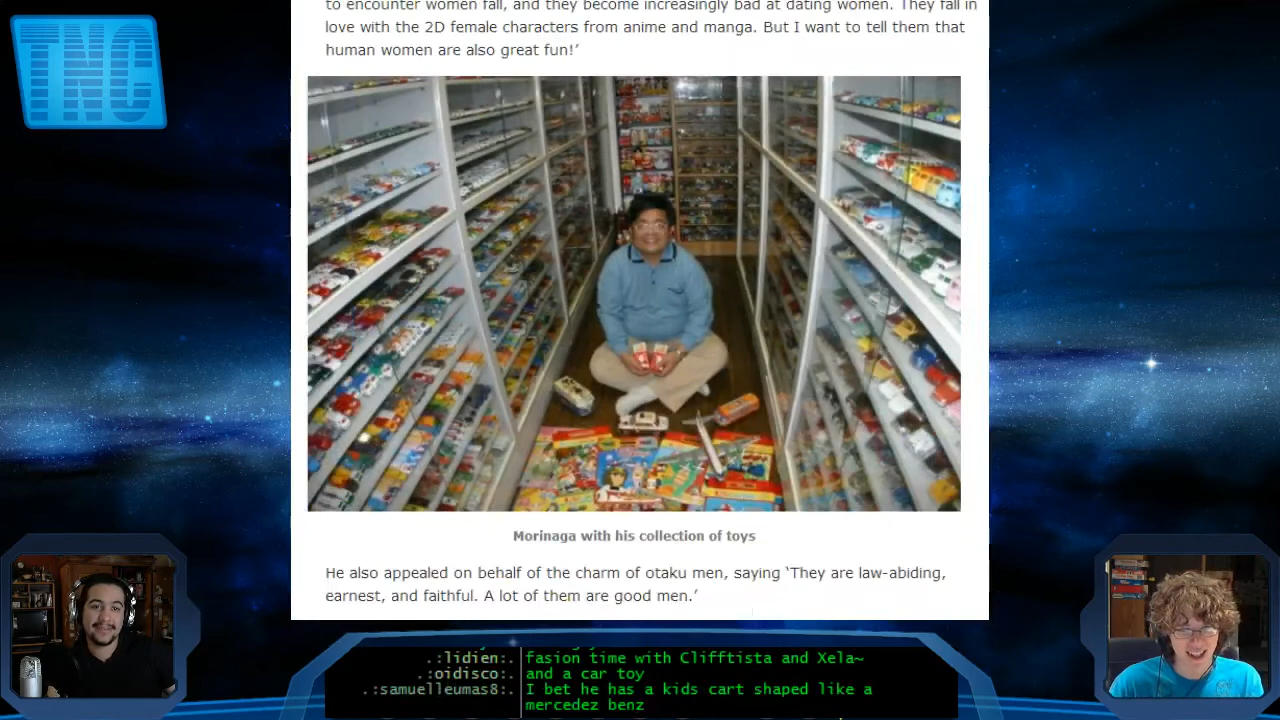 TNC
to encounter women fall, and they become increasingly bad at dating women. They fall in
love with the 2D female characters from anime and manga. But I want to tell them that
human women are also great fun!’
Morinaga with his collection of toys
He also appealed on behalf of the charm of otaku men, saying ‘They are law-abiding,
earnest, and faithful. A lot of them are good men.’
.:lidien:. fasion time with Clifftista and Xela~
.:oidisco:. and a car toy
.:samuelleumas8:. I bet he has a kids cart shaped like a
mercedez benz